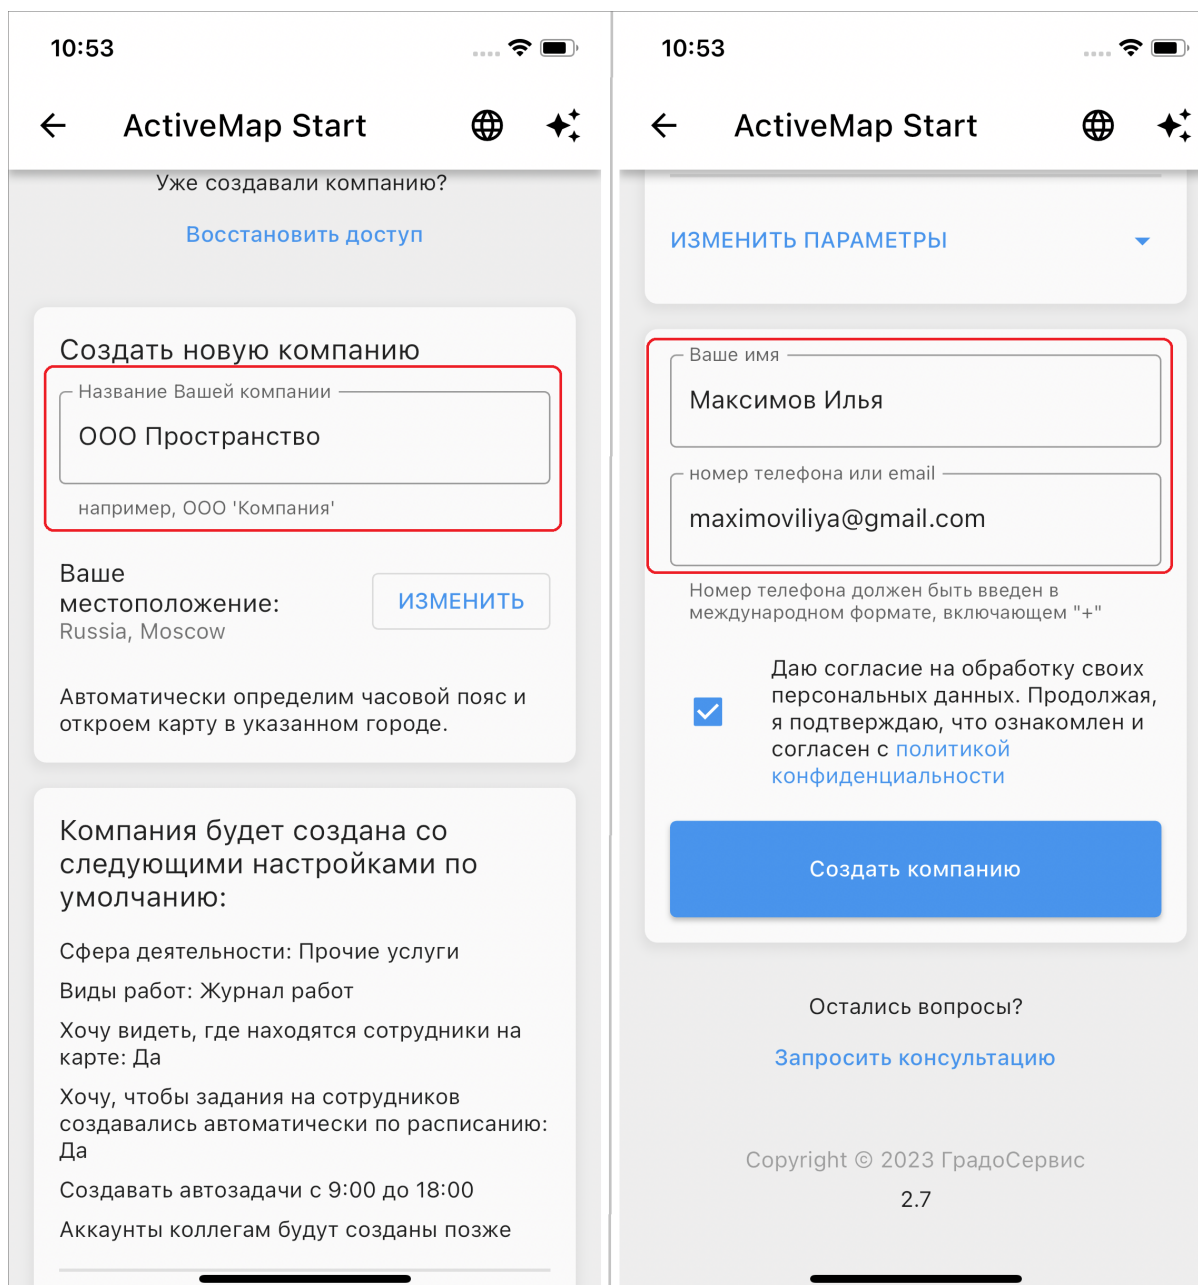 10:53
ActiveMap Start
Уже создавали компанию?
Восстановить доступ
Создать новую компанию
Название Вашей компании
ООО Пространство
например, ООО 'Компания'
Ваше
местоположение:
Russia, Moscow
ИЗМЕНИТЬ
Автоматически определим часовой пояс и
откроем карту в указанном городе.
Компания будет создана со
следующими настройками по
умолчанию:
Сфера деятельности: Прочие услуги
Виды работ: Журнал работ
Хочу видеть, где находятся сотрудники на
карте: Да
Хочу, чтобы задания на сотрудников
создавались автоматически по расписанию:
Да
Создавать автозадачи с 9:00 до 18:00
Аккаунты коллегам будут созданы позже
10:53
ActiveMap Start
ИЗМЕНИТЬ ПАРАМЕТРЫ
Ваше имя
Максимов Илья
номер телефона или email
maximoviliya@gmail.com
Номер телефона должен быть введен в
международном формате, включающем "+"
Даю согласие на обработку своих
персональных данных. Продолжая,
я подтверждаю, что ознакомлен и
согласен с политикой
конфиденциальности
Создать компанию
Остались вопросы?
Запросить консультацию
Copyright © 2023 ГрадоСервис
2.7